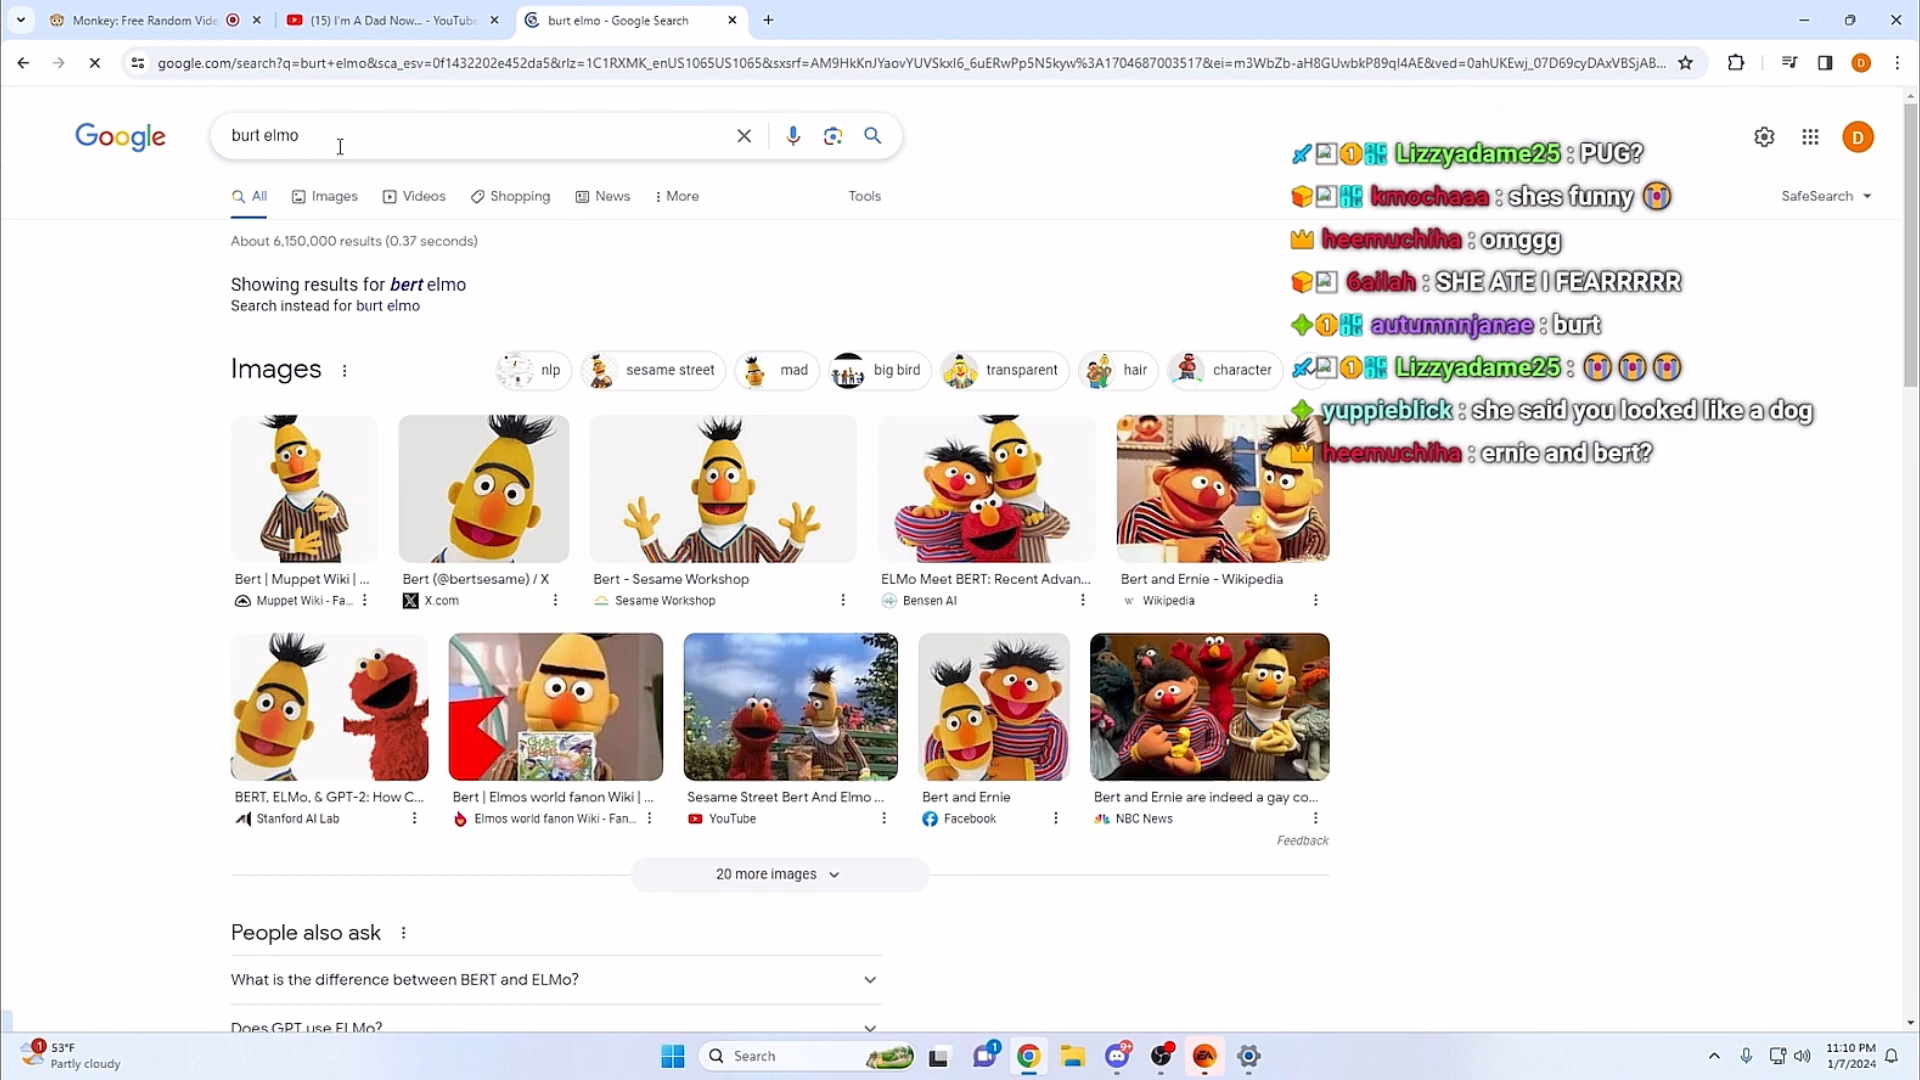 Monkey: Free Random Vide
(15) I'm A Dad Now... - YouTube
burt elmo - Google Search
google.com/search?q=burt+elmo&sca_esv=0f1432202e452da5&rlz=1C1RXMK_enUS1065US1065&sxsrf=AM9HkKnJYaovYUVSkxI6_6uERwPp5N5kyw%3A1704687003517&ei=m3WbZb-aH8GUwbkP89qI4AE&ved=0ahUKEwj_07D69cyDAxVBSjAB...
D
Google
burt elmo
D
All
Images
Videos
Shopping
News
More
Tools
SafeSearch
About 6,150,000 results (0.37 seconds)
Showing results for bert elmo
Search instead for burt elmo
Images
nlp
sesame street
mad
big bird
transparent
hair
character
Bert | Muppet Wiki | ...
Muppet Wiki - Fa...
Bert (@bertsesame) / X
X.com
Bert - Sesame Workshop
Sesame Workshop
ELMo Meet BERT: Recent Advan...
Bensen AI
Bert and Ernie - Wikipedia
Wikipedia
BERT, ELMo, & GPT-2: How C...
Stanford AI Lab
Bert | Elmos world fanon Wiki | ...
Elmos world fanon Wiki - Fan...
Sesame Street Bert And Elmo ...
YouTube
Bert and Ernie
Facebook
Bert and Ernie are indeed a gay co...
NBC News
Feedback
20 more images
People also ask
What is the difference between BERT and ELMo?
Does GPT use ELMo?
Lizzyadame25 : PUG?
kmochaaa : shes funny 😭
heemuchiha : omggg
6ailah : SHE ATE I FEARRRRR
autumnnjanae : burt
Lizzyadame25 : 😭 😭 😭
yuppieblick : she said you looked like a dog
heemuchiha : ernie and bert?
1
53°F
Partly cloudy
Search
1
9+
EA
11:10 PM
1/7/2024